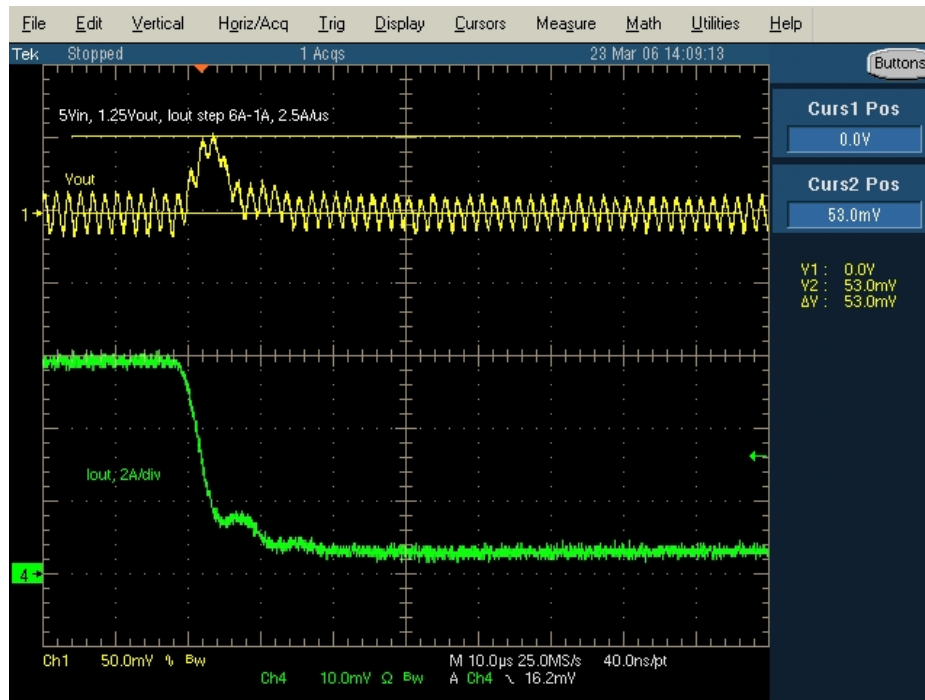 File Edit Vertical Horiz/Acq Trig Display Cursors Measure Math Utilities Help
Tek Stopped 1 Acqs 23 Mar 06 14:09:13
Buttons
5Vin, 1.25Vout, Iout step 6A-1A, 2.5A/us
Curs1 Pos
0.0V
Vout
Curs2 Pos
53.0mV
1
V1 : 0.0V
V2 : 53.0mV
ΔV : 53.0mV
Iout, 2A/div
4
Ch1 50.0mV ∿ Bw M 10.0µs 25.0MS/s 40.0ns/pt
Ch4 10.0mV Ω Bw A Ch4 \ 16.2mV